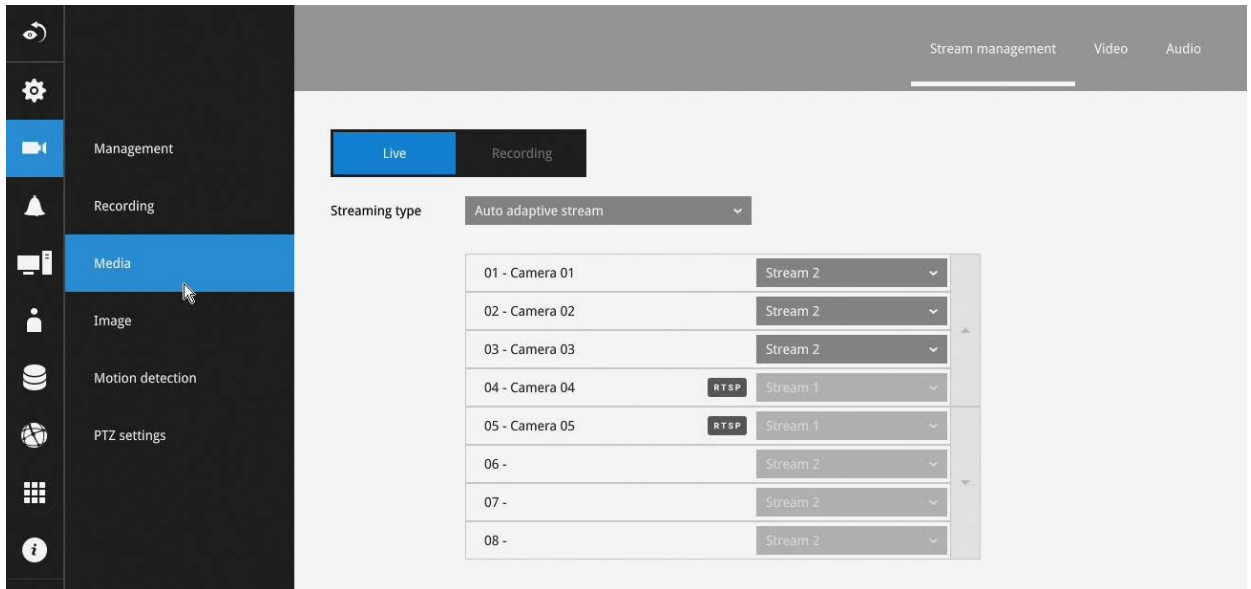 Stream management Video Audio
Management
Recording
Media
Image
Motion detection
PTZ settings
Live Recording
Streaming type Auto adaptive stream
01 - Camera 01 Stream 2
02 - Camera 02 Stream 2
03 - Camera 03 Stream 2
04 - Camera 04 RTSP Stream 1
05 - Camera 05 RTSP Stream 1
06 - Stream 2
07 - Stream 2
08 - Stream 2